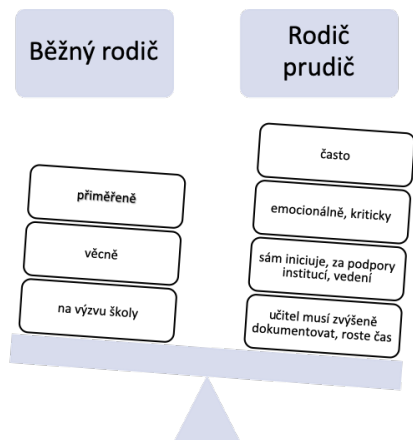 Běžný rodič
Rodič
prudič
přiměřeně
věcně
na výzvu školy
často
emocionálně, kriticky
sám iniciuje, za podpory
institucí, vedení
učitel musí zvýšeně
dokumentovat, roste čas